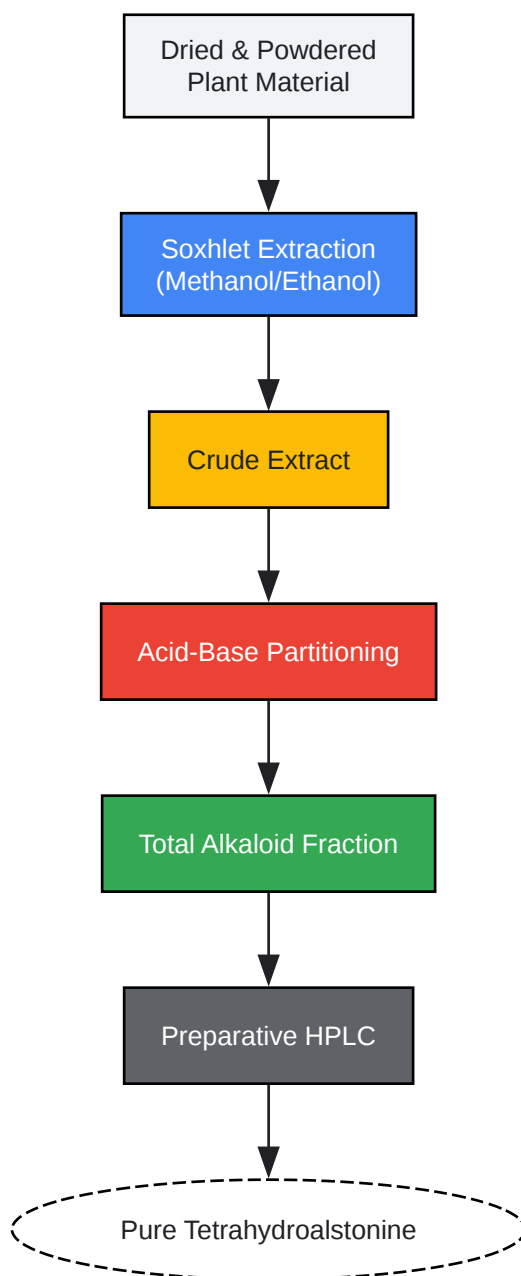 Dried & Powdered
Plant Material
Soxhlet Extraction
(Methanol/Ethanol)
Crude Extract
Acid-Base Partitioning
Total Alkaloid Fraction
Preparative HPLC
Pure Tetrahydroalstonine